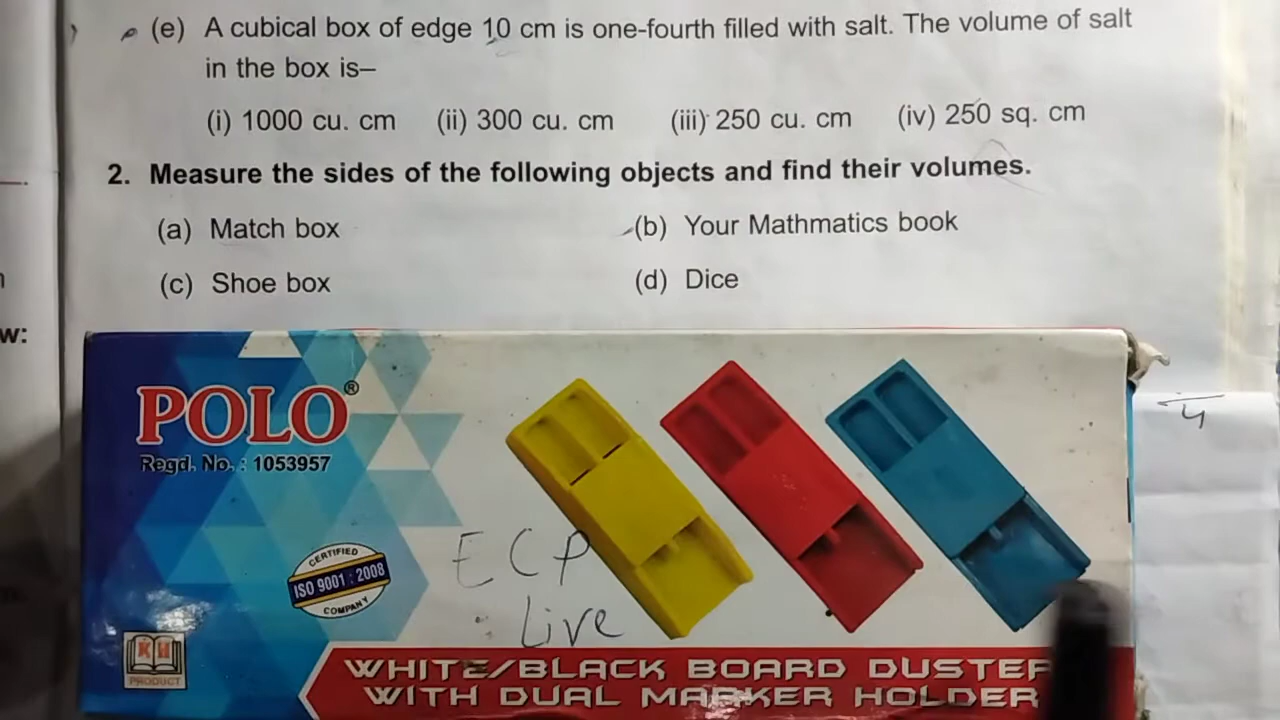 (e) A cubical box of edge 10 cm is one-fourth filled with salt. The volume of salt
in the box is–
(i) 1000 cu. cm (ii) 300 cu. cm (iii) 250 cu. cm (iv) 250 sq. cm
2. Measure the sides of the following objects and find their volumes.
(a) Match box (b) Your Mathmatics book
(c) Shoe box (d) Dice
w:
POLO®
Regd. No. : 1053957
4
ECP
Live
CERTIFIED
ISO 9001 : 2008
COMPANY
KH
PRODUCT
WHITE/BLACK BOARD DUSTER
WITH DUAL MARKER HOLDER